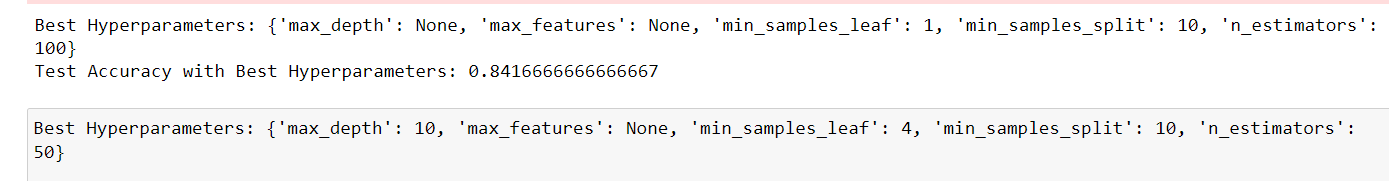 Best Hyperparameters: {'max_depth': None, 'max_features': None, 'min_samples_leaf': 1, 'min_samples_split': 10, 'n_estimators':
100}
Test Accuracy with Best Hyperparameters: 0.8416666666666667
Best Hyperparameters: {'max_depth': 10, 'max_features': None, 'min_samples_leaf': 4, 'min_samples_split': 10, 'n_estimators':
50}